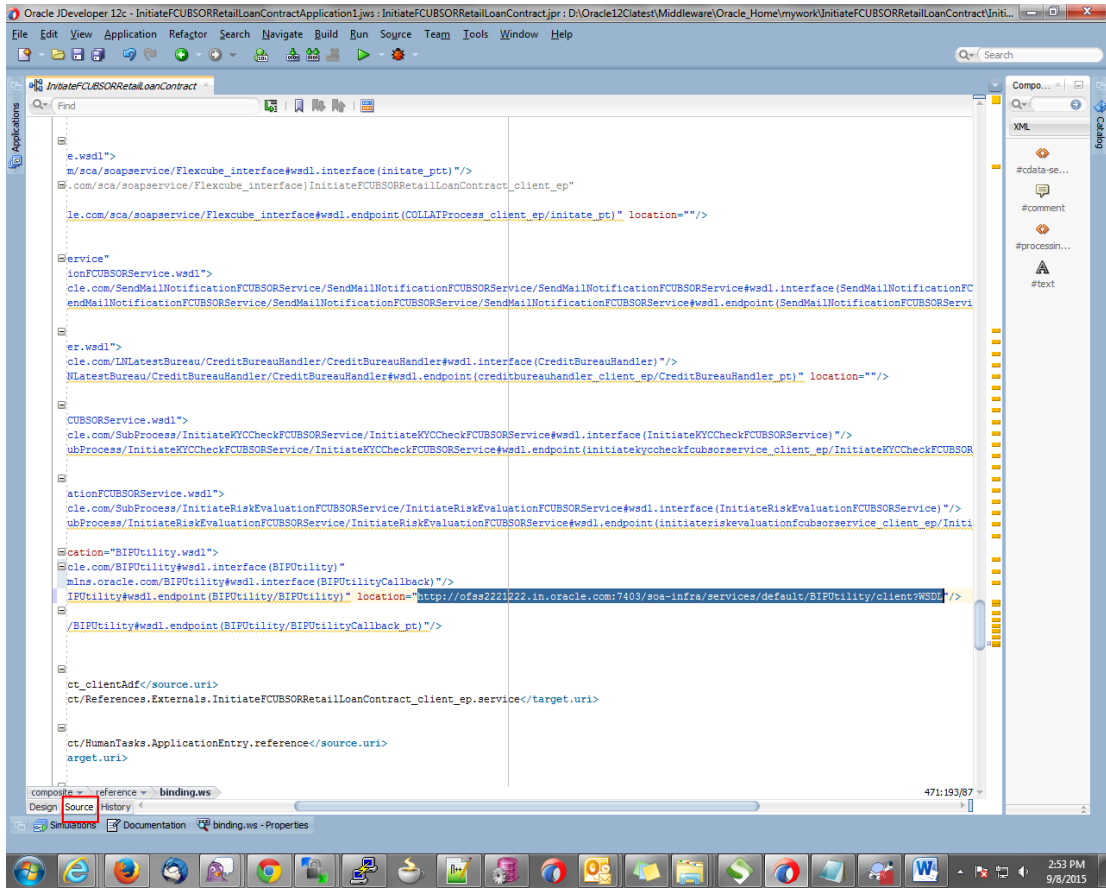 Oracle JDeveloper 12c - InitiateFCUBSORRetailLoanContractApplication1.jws : InitiateFCUBSORRetailLoanContract.jpr : D:\Oracle12Clatest\Middleware\Oracle_Home\mywork\InitiateFCUBSORRetailLoanContract\Initi...
File Edit View Application Refactor Search Navigate Build Run Source Team Tools Window Help
Search
InitiateFCUBSORRetailLoanContract
Compo...
Find
XML
Applications
Catalog
e.wsdl">
m/sca/soapservice/Flexcube_interface#wsdl.interface(initate_ptt)"/>
.com/sca/soapservice/Flexcube_interface}InitiateFCUBSORRetailLoanContract_client_ep"
le.com/sca/soapservice/Flexcube_interface#wsdl.endpoint(COLLATProcess_client_ep/initate_pt)" location=""/>
ervice"
ionFCUBSORService.wsdl">
cle.com/SendMailNotificationFCUBSORService/SendMailNotificationFCUBSORService/SendMailNotificationFCUBSORService#wsdl.interface(SendMailNotificationFC
endMailNotificationFCUBSORService/SendMailNotificationFCUBSORService/SendMailNotificationFCUBSORService#wsdl.endpoint(SendMailNotificationFCUBSORServi
er.wsdl">
cle.com/LNLatestBureau/CreditBureauHandler/CreditBureauHandler#wsdl.interface(CreditBureauHandler)"/>
NLatestBureau/CreditBureauHandler/CreditBureauHandler#wsdl.endpoint(creditbureauhandler_client_ep/CreditBureauHandler_pt)" location=""/>
CUBSORService.wsdl">
cle.com/SubProcess/InitiateKYCCheckFCUBSORService/InitiateKYCCheckFCUBSORService#wsdl.interface(InitiateKYCCheckFCUBSORService)"/>
ubProcess/InitiateKYCCheckFCUBSORService/InitiateKYCCheckFCUBSORService#wsdl.endpoint(initiatekyccheckfcubsorservice_client_ep/InitiateKYCCheckFCUBSOR
ationFCUBSORService.wsdl">
cle.com/SubProcess/InitiateRiskEvaluationFCUBSORService/InitiateRiskEvaluationFCUBSORService#wsdl.interface(InitiateRiskEvaluationFCUBSORService)"/>
ubProcess/InitiateRiskEvaluationFCUBSORService/InitiateRiskEvaluationFCUBSORService#wsdl.endpoint(initiateriskevaluationfcubsorservice_client_ep/Initi
cation="BIPUtility.wsdl">
cle.com/BIPUtility#wsdl.interface(BIPUtility)"
mlns.oracle.com/BIPUtility#wsdl.interface(BIPUtilityCallback)"/>
IPUtility#wsdl.endpoint(BIPUtility/BIPUtility)" location="http://ofss2221222.in.oracle.com:7403/soa-infra/services/default/BIPUtility/client?WSDL"/>
/BIPUtility#wsdl.endpoint(BIPUtility/BIPUtilityCallback_pt)"/>
ct_clientAdf</source.uri>
ct/References.Externals.InitiateFCUBSORRetailLoanContract_client_ep.service</target.uri>
ct/HumanTasks.ApplicationEntry.reference</source.uri>
arget.uri>
#cdata-se...
#comment
#processin...
#text
composite reference binding.ws
471:193/87
Design Source History
Simulations Documentation binding.ws - Properties
2:53 PM
9/8/2015